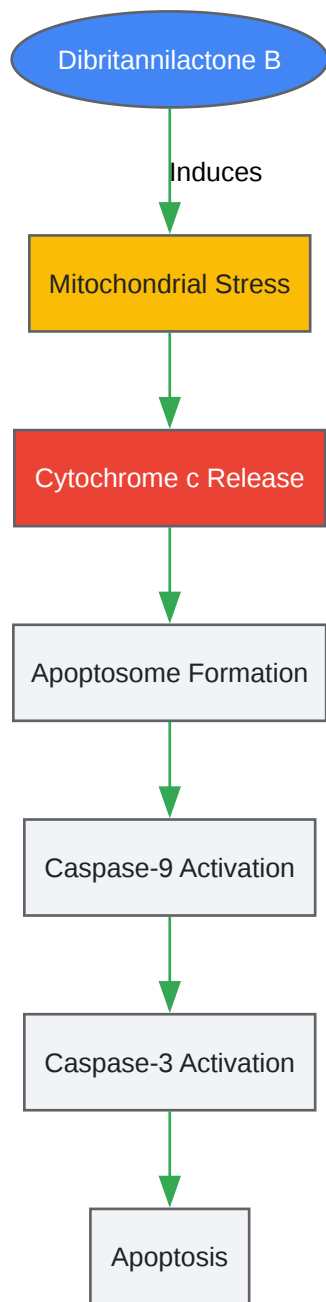 Dibritannilactone B
Induces
Mitochondrial Stress
Cytochrome c Release
Apoptosome Formation
Caspase-9 Activation
Caspase-3 Activation
Apoptosis